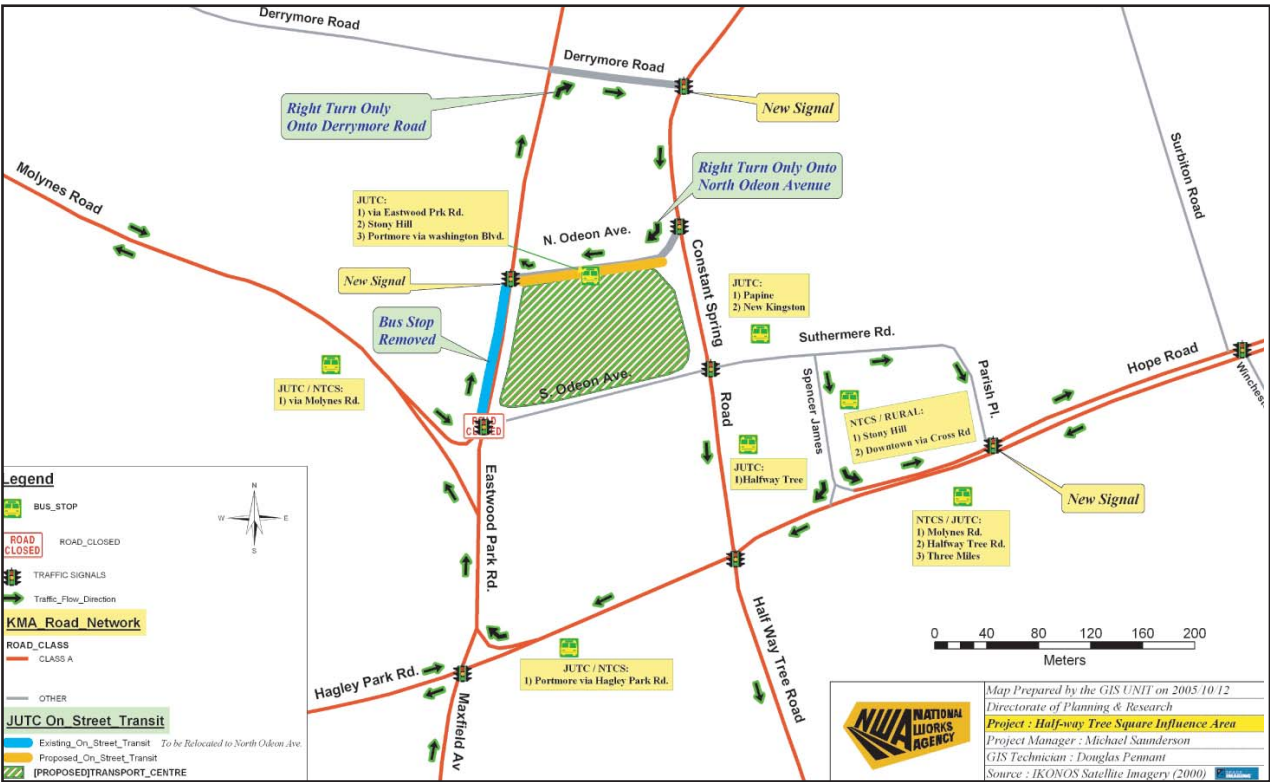 Derrymore Road
Derrymore Road
Right Turn Only
Onto Derrymore Road
New Signal
Surbiton Road
Molynes Road
Right Turn Only Onto
North Odeon Avenue
JUTC:
1) via Eastwood Prk Rd.
2) Stony Hill
3) Portmore via washington Blvd.
N. Odeon Ave.
New Signal
Constant Spring
JUTC:
1) Papine
2) New Kingston
Bus Stop
Removed
Suthermere Rd.
Hope Road
JUTC / NTCS:
1) via Molynes Rd.
S. Odeon Ave.
Road
Spencer James
Parish Pl.
Winches
NTCS / RURAL:
1) Stony Hill
2) Downtown via Cross Rd
ROAD
CLOSED
JUTC:
1)Halfway Tree
New Signal
Eastwood Park Rd.
NTCS / JUTC:
1) Molynes Rd.
2) Halfway Tree Rd.
3) Three Miles
Half Way Tree Road
JUTC / NTCS:
1) Portmore via Hagley Park Rd.
Hagley Park Rd.
Maxfield Av
Legend
BUS_STOP
ROAD
CLOSED
ROAD_CLOSED
TRAFFIC SIGNALS
Traffic_Flow_Direction
KMA_Road_Network
ROAD_CLASS
CLASS A
OTHER
JUTC On_Street_Transit
Existing_On_Street_Transit To be Relocated to North Odeon Ave.
Proposed_On_Street_Transit
[PROPOSED]TRANSPORT_CENTRE
N
W E
S
0 40 80 120 160 200
Meters
NWA NATIONAL
WORKS
AGENCY
Map Prepared by the GIS UNIT on 2005/10/12
Directorate of Planning & Research
Project : Half-way Tree Square Influence Area
Project Manager : Michael Saunderson
GIS Technician : Douglas Pennant
Source : IKONOS Satellite Imagery (2000)